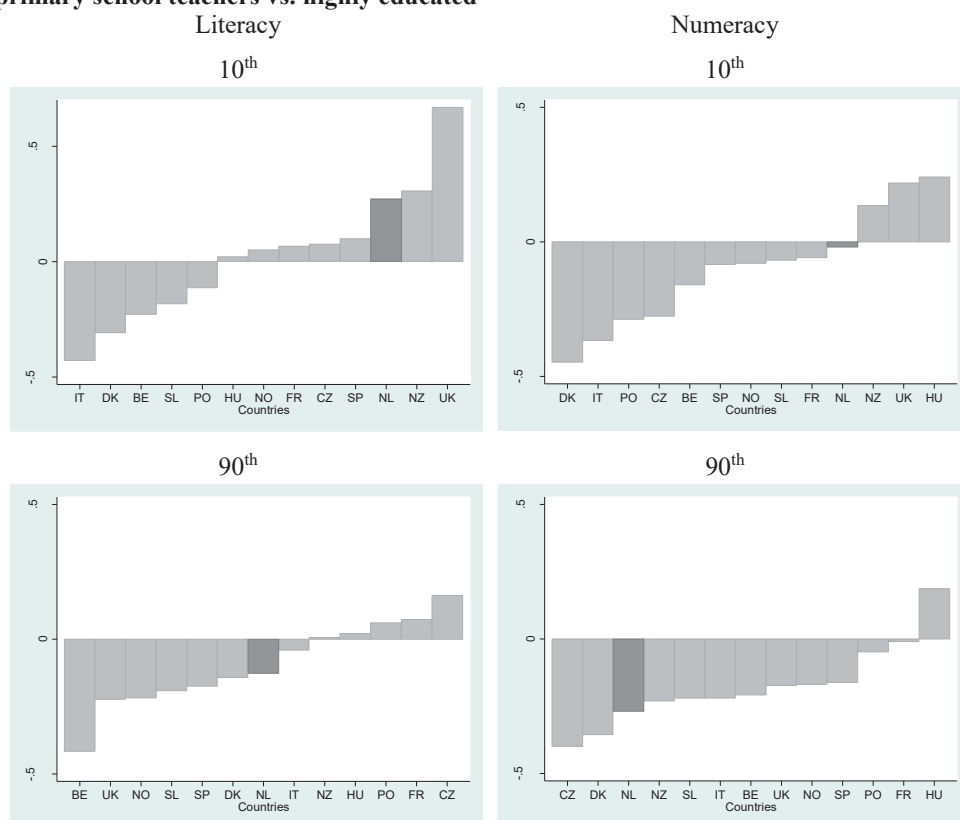 primary school teachers vs. highly educated
Literacy
Numeracy
10th
10th
.5
0
-.5
IT DK BE SL PO HU NO FR CZ SP NL NZ UK
Countries
.5
0
-.5
DK IT PO CZ BE SP NO SL FR NL NZ UK HU
Countries
90th
90th
.5
0
-.5
BE UK NO SL SP DK NL IT NZ HU PO FR CZ
Countries
.5
0
-.5
CZ DK NL NZ SL IT BE UK NO SP PO FR HU
Countries